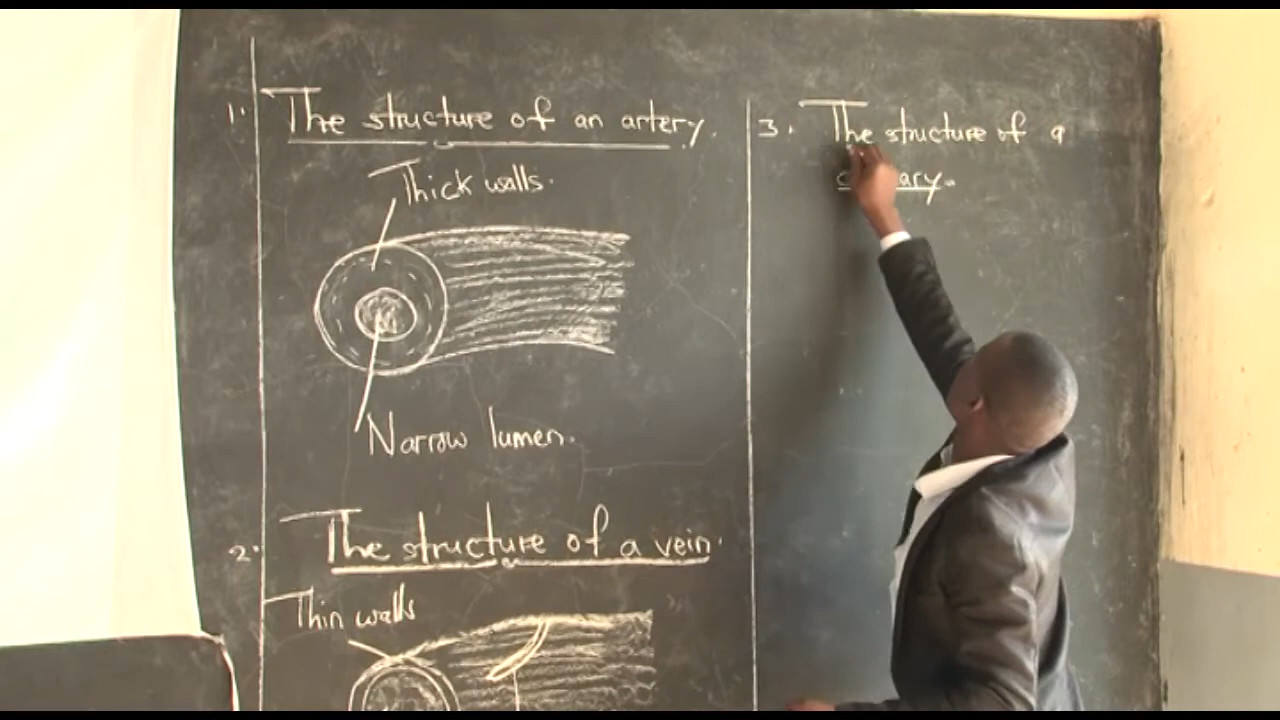 1. The structure of an artery.
Thick walls.
Narrow lumen.
2. The structure of a vein.
Thin walls
3. The structure of a